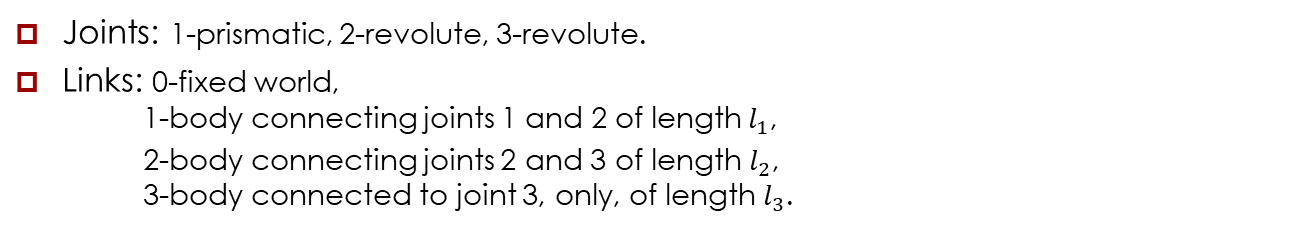 Joints: 1-prismatic, 2-revolute, 3-revolute.
Links: 0-fixed world,
1-body connecting joints 1 and 2 of length l₁,
2-body connecting joints 2 and 3 of length l₂,
3-body connected to joint 3, only, of length l₃.